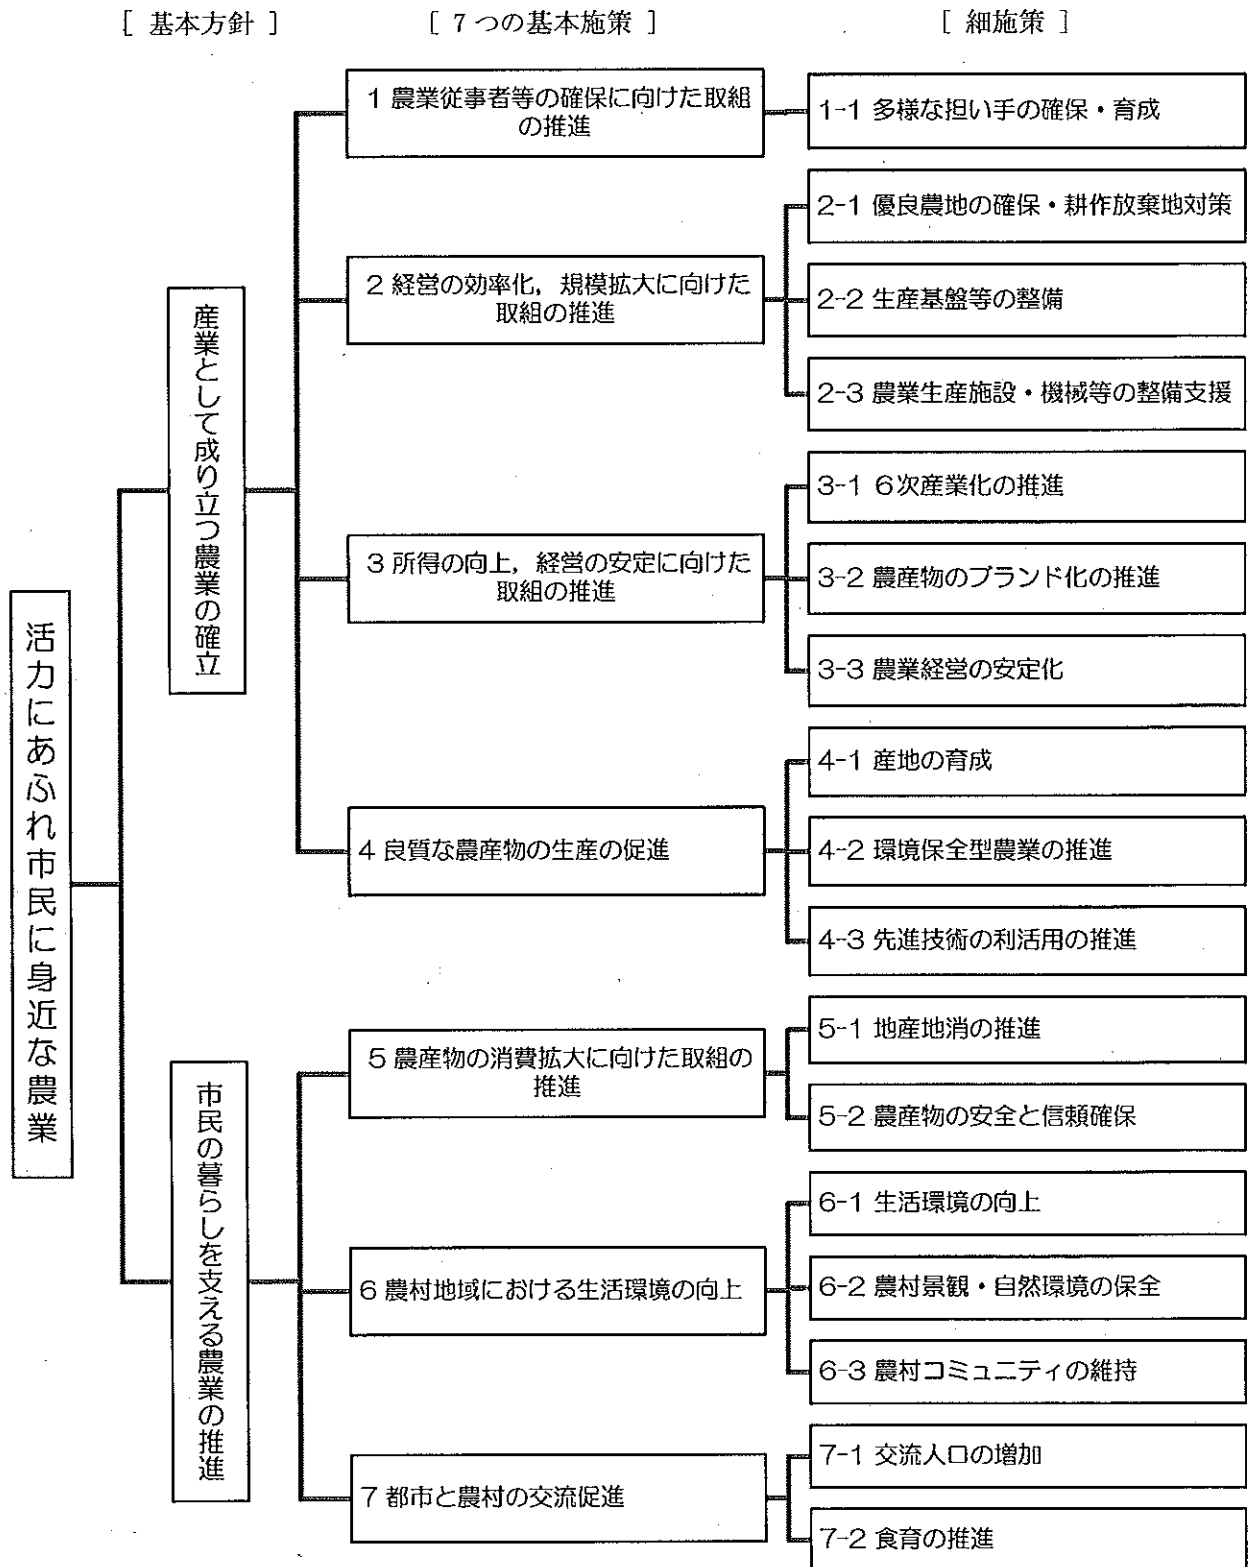 [ 基本方針 ]
[ 7つの基本施策 ]
[ 細施策 ]
活力にあふれ市民に身近な農業
産業として成り立つ農業の確立
1 農業従事者等の確保に向けた取組
の推進
1-1 多様な担い手の確保・育成
2 経営の効率化，規模拡大に向けた
取組の推進
2-1 優良農地の確保・耕作放棄地対策
2-2 生産基盤等の整備
2-3 農業生産施設・機械等の整備支援
3 所得の向上，経営の安定に向けた
取組の推進
3-1 6次産業化の推進
3-2 農産物のブランド化の推進
3-3 農業経営の安定化
4 良質な農産物の生産の促進
4-1 産地の育成
4-2 環境保全型農業の推進
4-3 先進技術の利活用の推進
市民の暮らしを支える農業の推進
5 農産物の消費拡大に向けた取組の
推進
5-1 地産地消の推進
5-2 農産物の安全と信頼確保
6 農村地域における生活環境の向上
6-1 生活環境の向上
6-2 農村景観・自然環境の保全
6-3 農村コミュニティの維持
7 都市と農村の交流促進
7-1 交流人口の増加
7-2 食育の推進